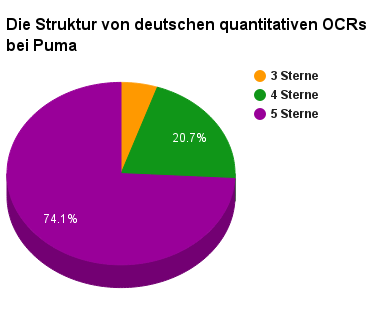 Die Struktur von deutschen quantitativen OCRs
bei Puma
3 Sterne
4 Sterne
5 Sterne
20.7%
74.1%